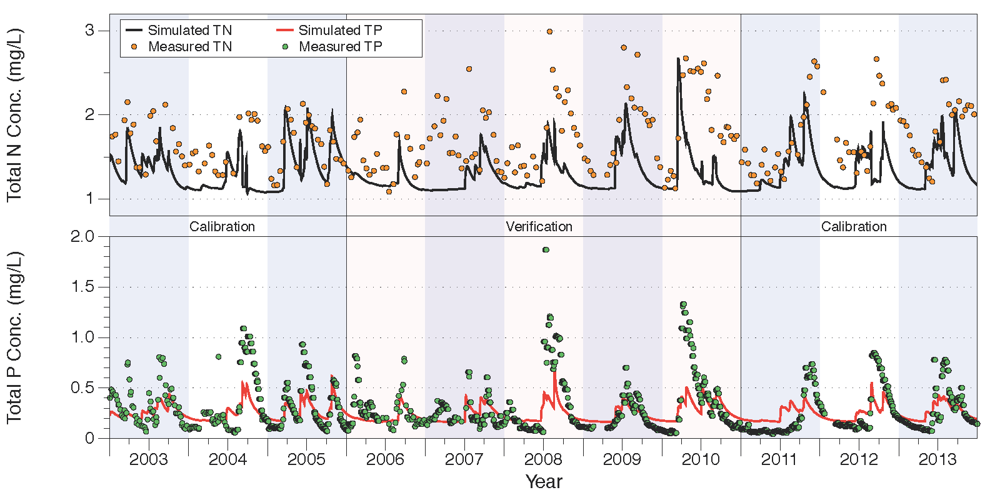 Total N Conc. (mg/L)
3
2
1
Simulated TN
Simulated TP
Measured TN
Measured TP
Calibration
Verification
Calibration
Total P Conc. (mg/L)
2.0
1.5
1.0
0.5
0
2003 2004 2005 2006 2007 2008 2009 2010 2011 2012 2013
Year